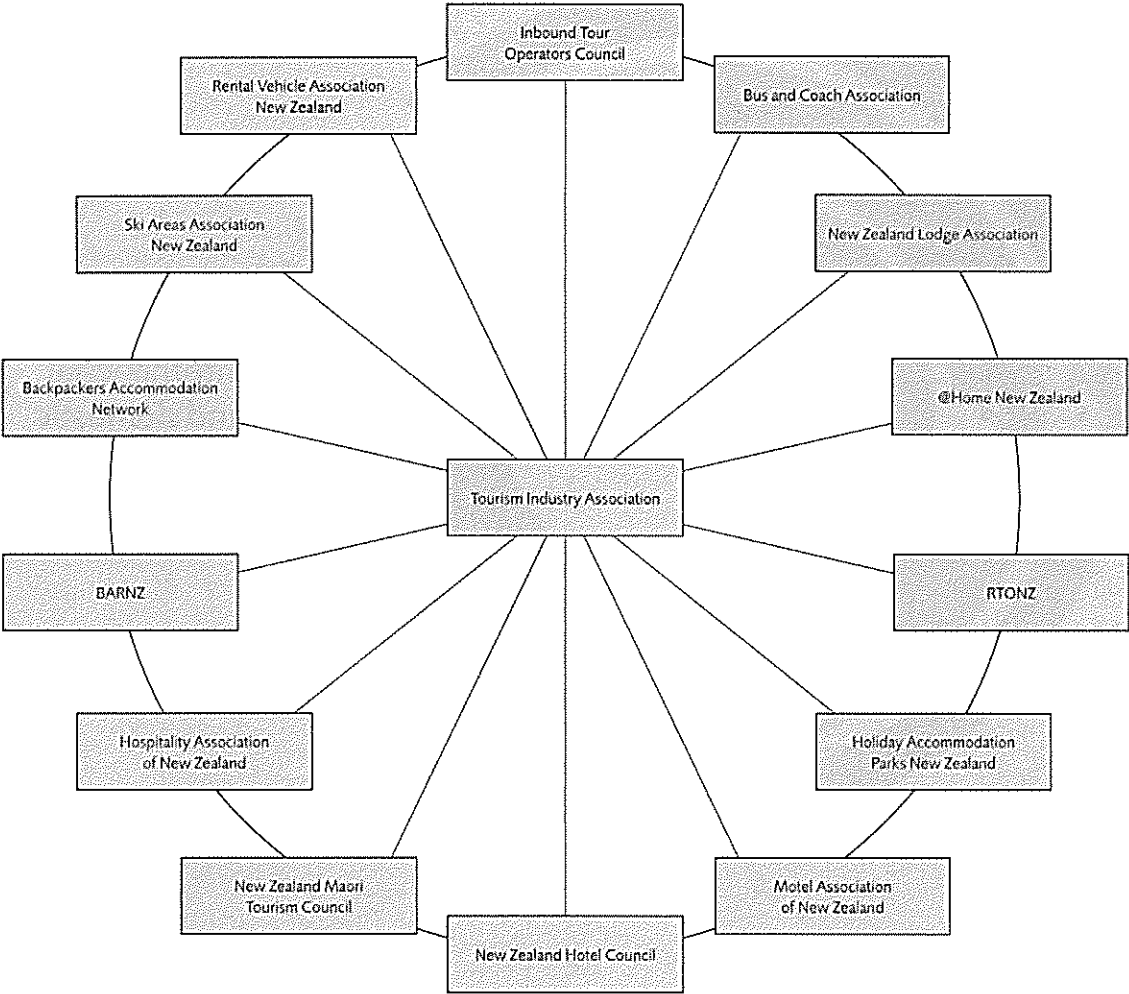 Inbound Tour
Operators Council
Rental Vehicle Association
New Zealand
Bus and Coach Association
Ski Areas Association
New Zealand
New Zealand Lodge Association
Backpackers Accommodation
Network
@Home New Zealand
Tourism Industry Association
BARNZ
RTONZ
Hospitality Association
of New Zealand
Holiday Accommodation
Parks New Zealand
New Zealand Maori
Tourism Council
Motel Association
of New Zealand
New Zealand Hotel Council